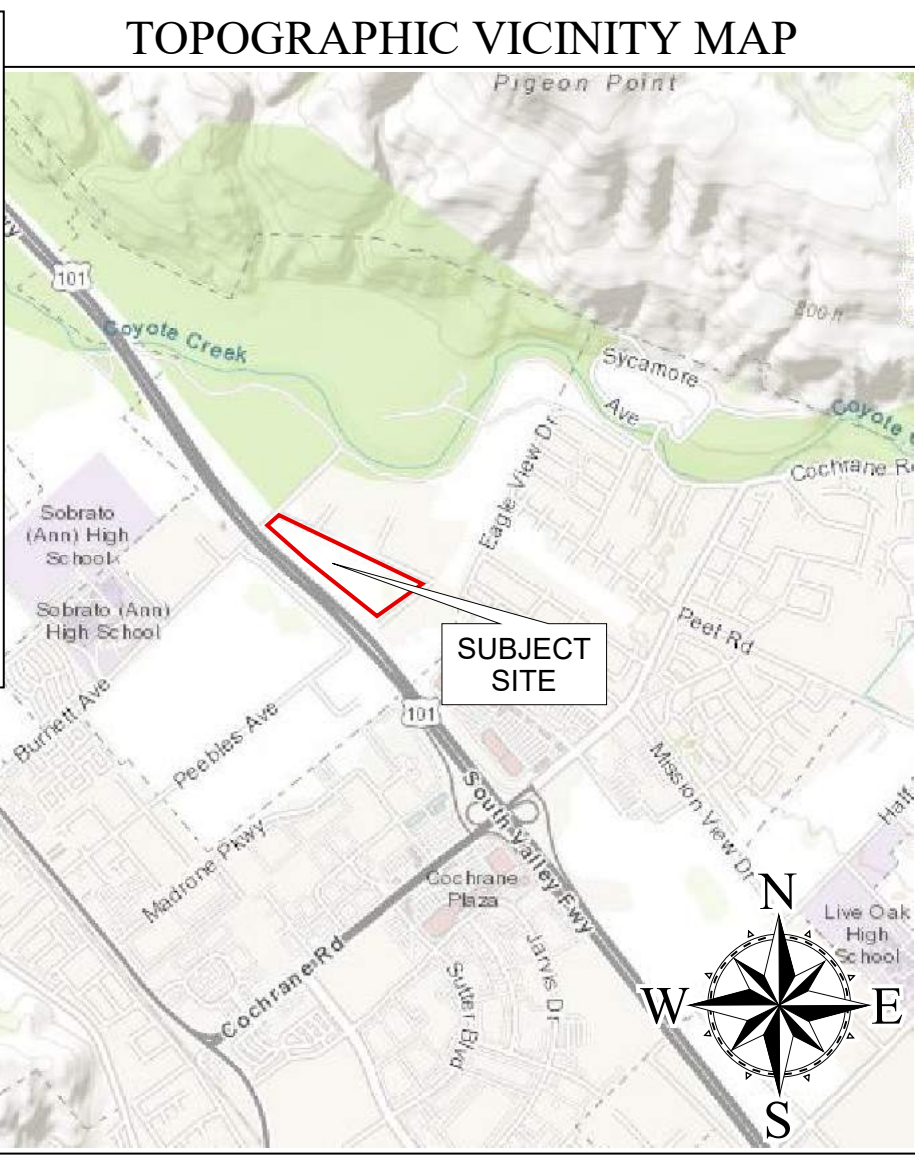 TOPOGRAPHIC VICINITY MAP
Pigeon Point
101
800 ft
Coyote Creek
Sycamore
Ave
Eagle View Dr
Cochrane
Sobrato
(Ann) High
School
Sobrato (Ann)
High School
Peet Rd
SUBJECT
SITE
101
Burnett Ave
Peebles Ave
Mission View Dr
South Valley Fwy
Madrone Pkwy
Cochrane
Plaza
Cochrane Rd
Jarvis Dr
Sutter Blvd
Live Oak
High
School
N
W
E
S